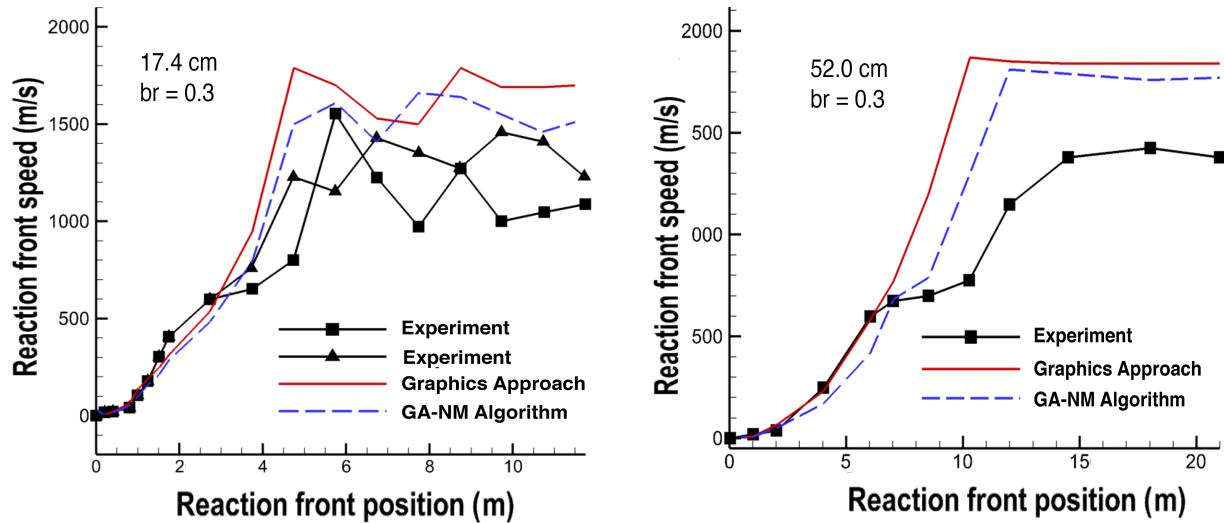 2000
1500
1000
500
0
Reaction front speed (m/s)
17.4 cm
br = 0.3
Experiment
Experiment
Graphics Approach
GA-NM Algorithm
0 2 4 6 8 10
Reaction front position (m)
2000
500
000
500
0
Reaction front speed (m/s)
52.0 cm
br = 0.3
Experiment
Graphics Approach
GA-NM Algorithm
0 5 10 15 20
Reaction front position (m)